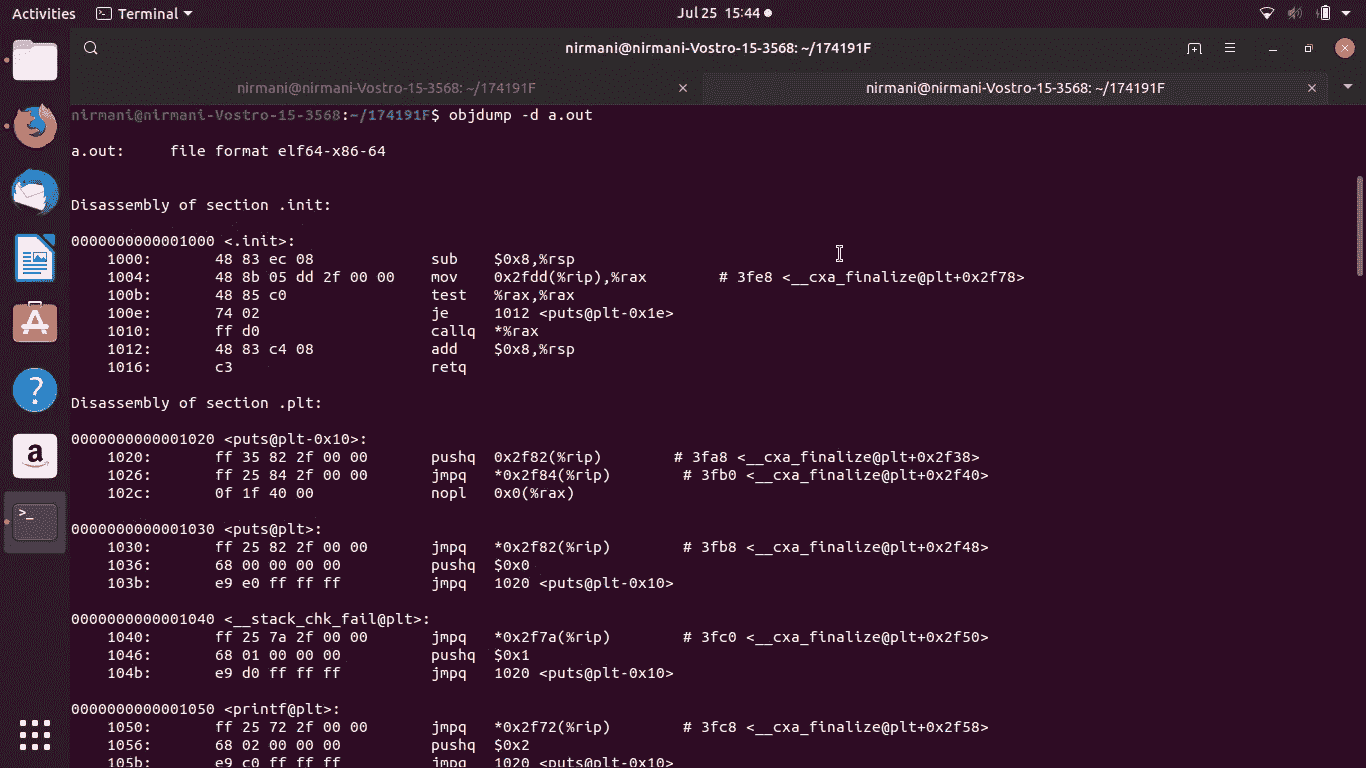 Activities Terminal Jul 25 15:44
nirmani@nirmani-Vostro-15-3568: ~/174191F
nirmani@nirmani-Vostro-15-3568: ~/174191F nirmani@nirmani-Vostro-15-3568: ~/174191F
nirmani@nirmani-Vostro-15-3568:~/174191F$ objdump -d a.out
a.out:     file format elf64-x86-64
Disassembly of section .init:
0000000000001000 <.init>:
    1000:       48 83 ec 08             sub    $0x8,%rsp
    1004:       48 8b 05 dd 2f 00 00    mov    0x2fdd(%rip),%rax        # 3fe8 <__cxa_finalize@plt+0x2f78>
    100b:       48 85 c0                test   %rax,%rax
    100e:       74 02                   je     1012 <puts@plt-0x1e>
    1010:       ff d0                   callq  *%rax
    1012:       48 83 c4 08             add    $0x8,%rsp
    1016:       c3                      retq
Disassembly of section .plt:
0000000000001020 <puts@plt-0x10>:
    1020:       ff 35 82 2f 00 00       pushq  0x2f82(%rip)        # 3fa8 <__cxa_finalize@plt+0x2f38>
    1026:       ff 25 84 2f 00 00       jmpq   *0x2f84(%rip)        # 3fb0 <__cxa_finalize@plt+0x2f40>
    102c:       0f 1f 40 00             nopl   0x0(%rax)
0000000000001030 <puts@plt>:
    1030:       ff 25 82 2f 00 00       jmpq   *0x2f82(%rip)        # 3fb8 <__cxa_finalize@plt+0x2f48>
    1036:       68 00 00 00 00          pushq  $0x0
    103b:       e9 e0 ff ff ff          jmpq   1020 <puts@plt-0x10>
0000000000001040 <__stack_chk_fail@plt>:
    1040:       ff 25 7a 2f 00 00       jmpq   *0x2f7a(%rip)        # 3fc0 <__cxa_finalize@plt+0x2f50>
    1046:       68 01 00 00 00          pushq  $0x1
    104b:       e9 d0 ff ff ff          jmpq   1020 <puts@plt-0x10>
0000000000001050 <printf@plt>:
    1050:       ff 25 72 2f 00 00       jmpq   *0x2f72(%rip)        # 3fc8 <__cxa_finalize@plt+0x2f58>
    1056:       68 02 00 00 00          pushq  $0x2
    105b:       e9 c0 ff ff ff          jmpq   1020 <puts@plt-0x10>